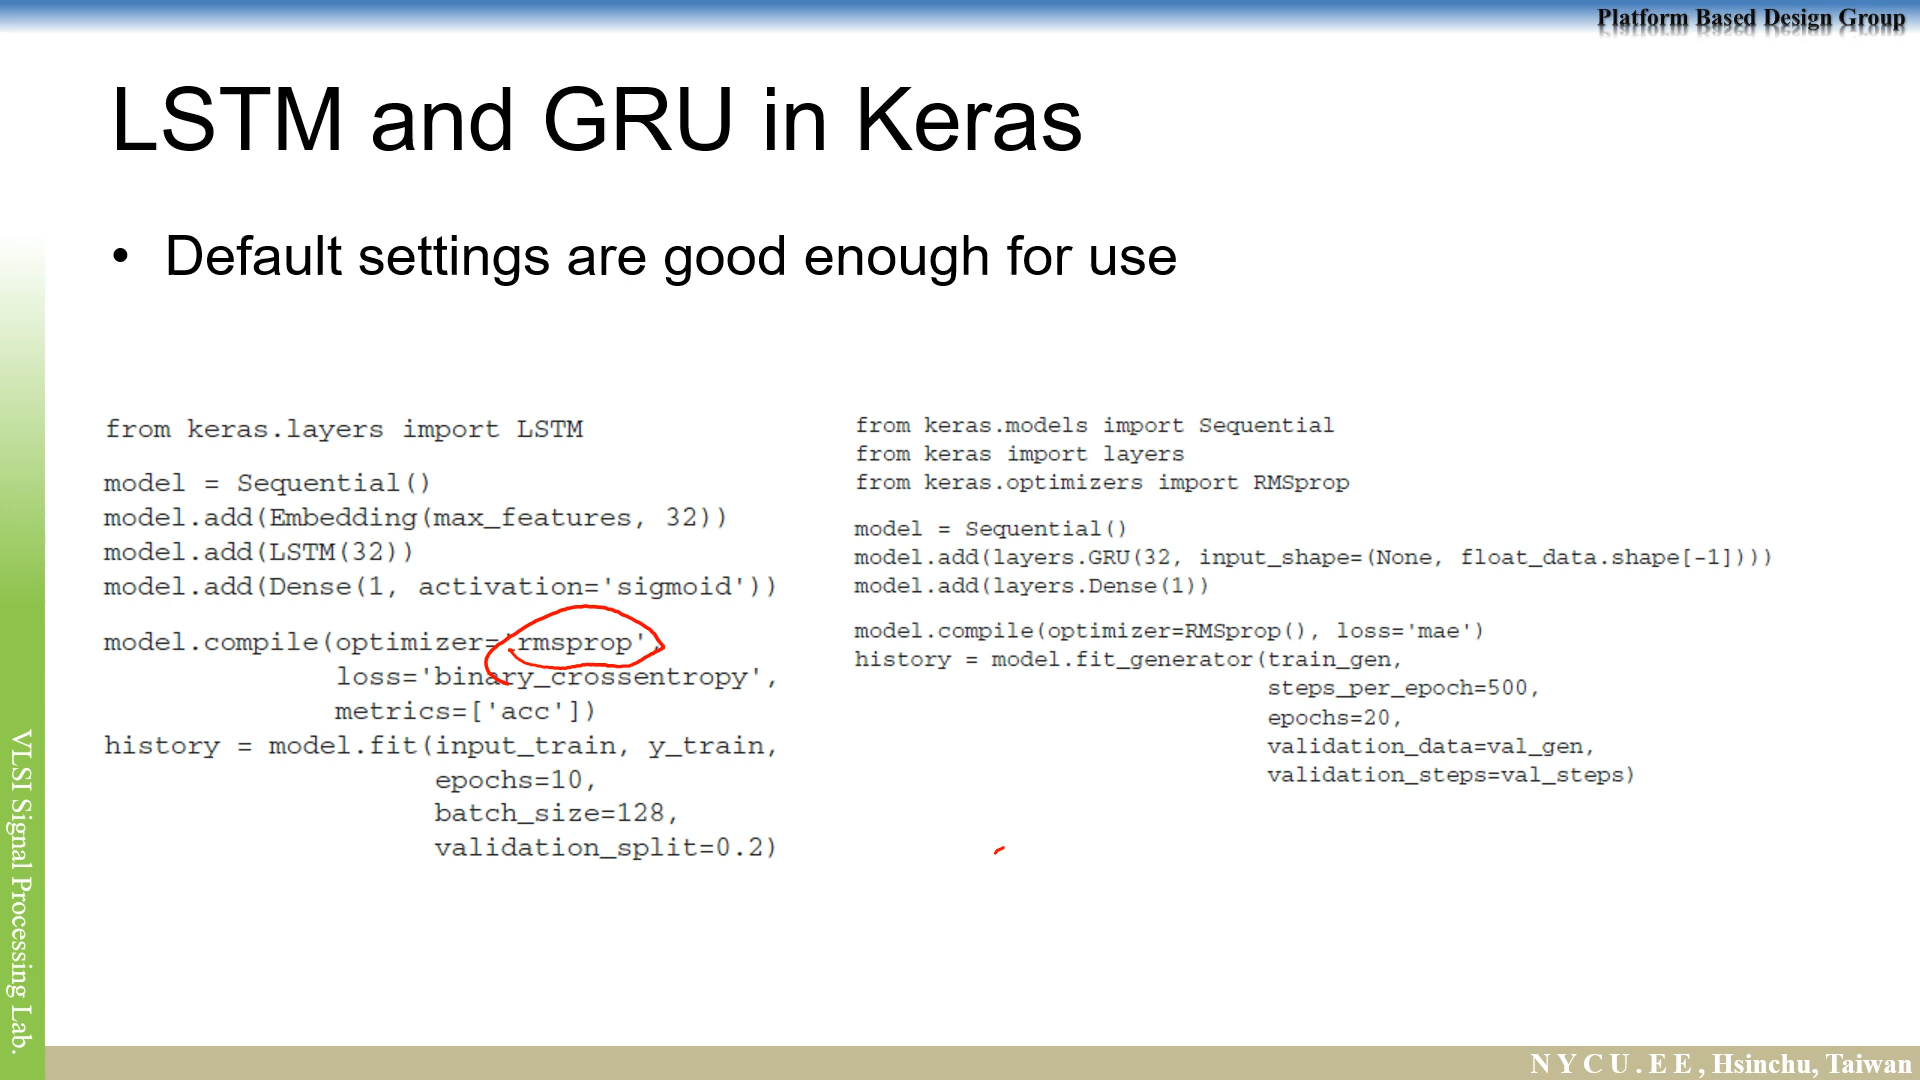 Platform Based Design Group
LSTM and GRU in Keras
• Default settings are good enough for use
from keras.layers import LSTM
model = Sequential()
model.add(Embedding(max_features, 32))
model.add(LSTM(32))
model.add(Dense(1, activation='sigmoid'))
model.compile(optimizer='rmsprop',
loss='binary_crossentropy',
metrics=['acc'])
history = model.fit(input_train, y_train,
epochs=10,
batch_size=128,
validation_split=0.2)
from keras.models import Sequential
from keras import layers
from keras.optimizers import RMSprop
model = Sequential()
model.add(layers.GRU(32, input_shape=(None, float_data.shape[-1])))
model.add(layers.Dense(1))
model.compile(optimizer=RMSprop(), loss='mae')
history = model.fit_generator(train_gen,
steps_per_epoch=500,
epochs=20,
validation_data=val_gen,
validation_steps=val_steps)
VLSI Signal Processing Lab.
N Y C U . E E , Hsinchu, Taiwan